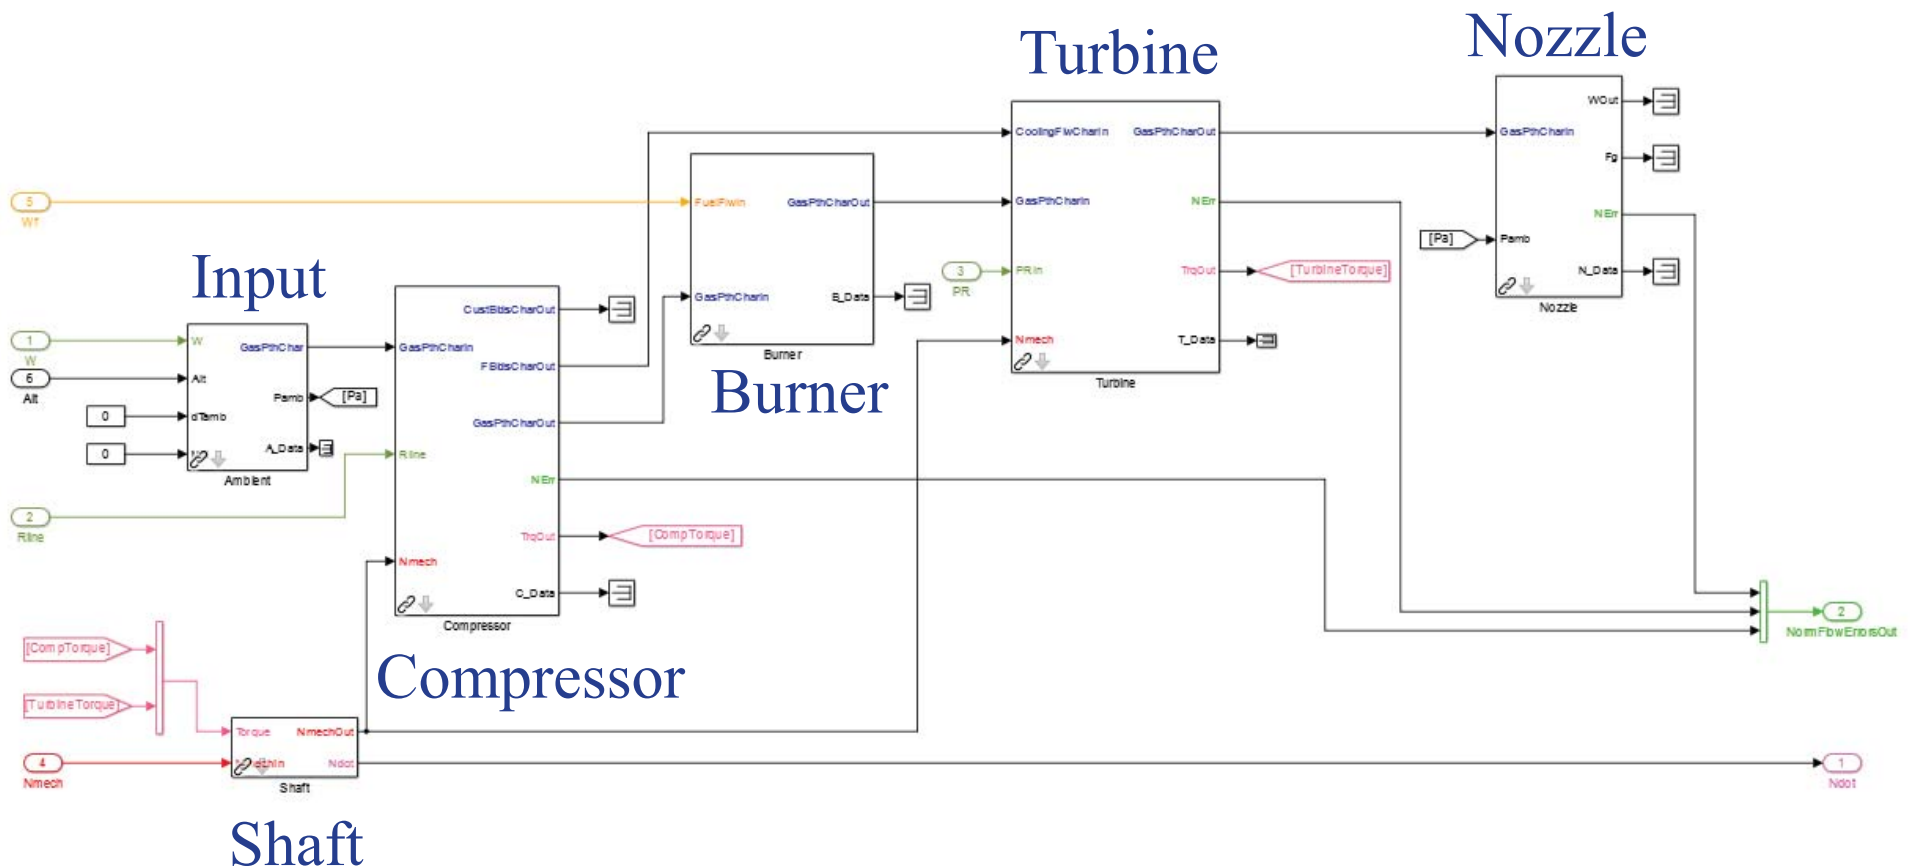 Nozzle
Turbine
WOut
CoolingFlwCharIn
GasPthCharOut
GasPthCharIn
Fg
5
Wf
FuelFlwIn
GasPthCharOut
GasPthCharIn
NErr
NErr
[Pa]
Pamb
Input
3
PR
PRIn
TrqOut
[TurbineTorque]
N_Data
GasPthCharIn
B_Data
Nozzle
CustBldsCharOut
1
W
W
GasPthChar
GasPthCharIn
Nmech
T_Data
Burner
FBldsCharOut
6
Alt
Alt
Turbine
Burner
Pamb
[Pa]
0
dTamb
GasPthCharOut
0
A_Data
Rline
Ambient
NErr
2
Rline
TrqOut
[CompTorque]
Nmech
C_Data
2
NormFlowErrorsOut
Compressor
[CompTorque]
Compressor
[TurbineTorque]
Torque
NmechOut
4
Nmech
Ndot
1
Ndot
Shaft
Shaft